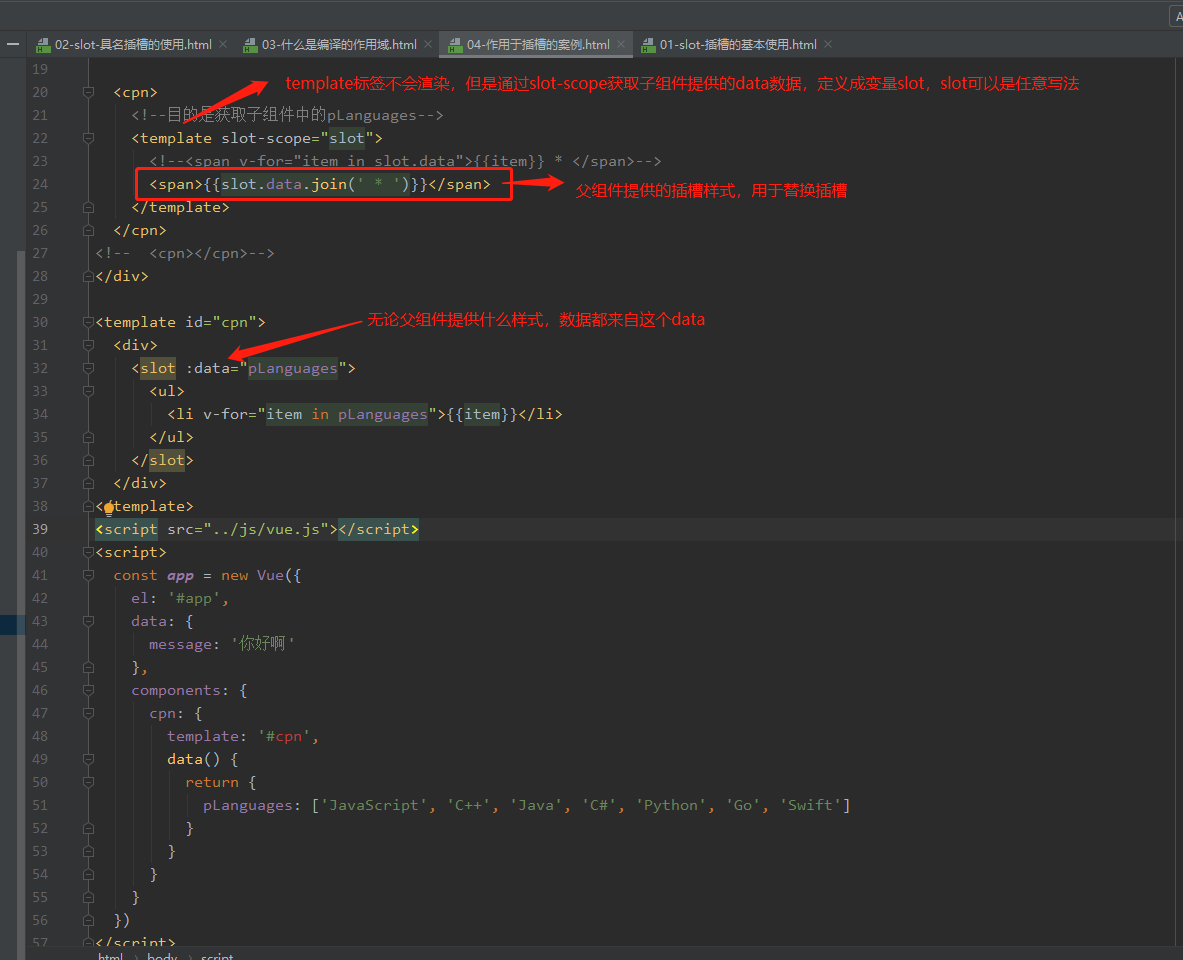 A
02-slot-具名插槽的使用.html
03-什么是编译的作用域.html
04-作用于插槽的案例.html
01-slot-插槽的基本使用.html
19
20 <cpn>
template标签不会渲染，但是通过slot-scope获取子组件提供的data数据，定义成变量slot，slot可以是任意写法
21 <!--目的是获取子组件中的pLanguages-->
22 <template slot-scope="slot">
23 <!--<span v-for="item in slot.data">{{item}} * </span>-->
24 <span>{{slot.data.join(' * ')}}</span>
父组件提供的插槽样式，用于替换插槽
25 </template>
26 </cpn>
27 <!-- <cpn></cpn>-->
28 </div>
29
无论父组件提供什么样式，数据都来自这个data
30 <template id="cpn">
31 <div>
32 <slot :data="pLanguages">
33 <ul>
34 <li v-for="item in pLanguages">{{item}}</li>
35 </ul>
36 </slot>
37 </div>
38 </template>
39 <script src="../js/vue.js"></script>
40 <script>
41 const app = new Vue({
42 el: '#app',
43 data: {
44 message: '你好啊'
45 },
46 components: {
47 cpn: {
48 template: '#cpn',
49 data() {
50 return {
51 pLanguages: ['JavaScript', 'C++', 'Java', 'C#', 'Python', 'Go', 'Swift']
52 }
53 }
54 }
55 }
56 })
57 </script>
html › body › script